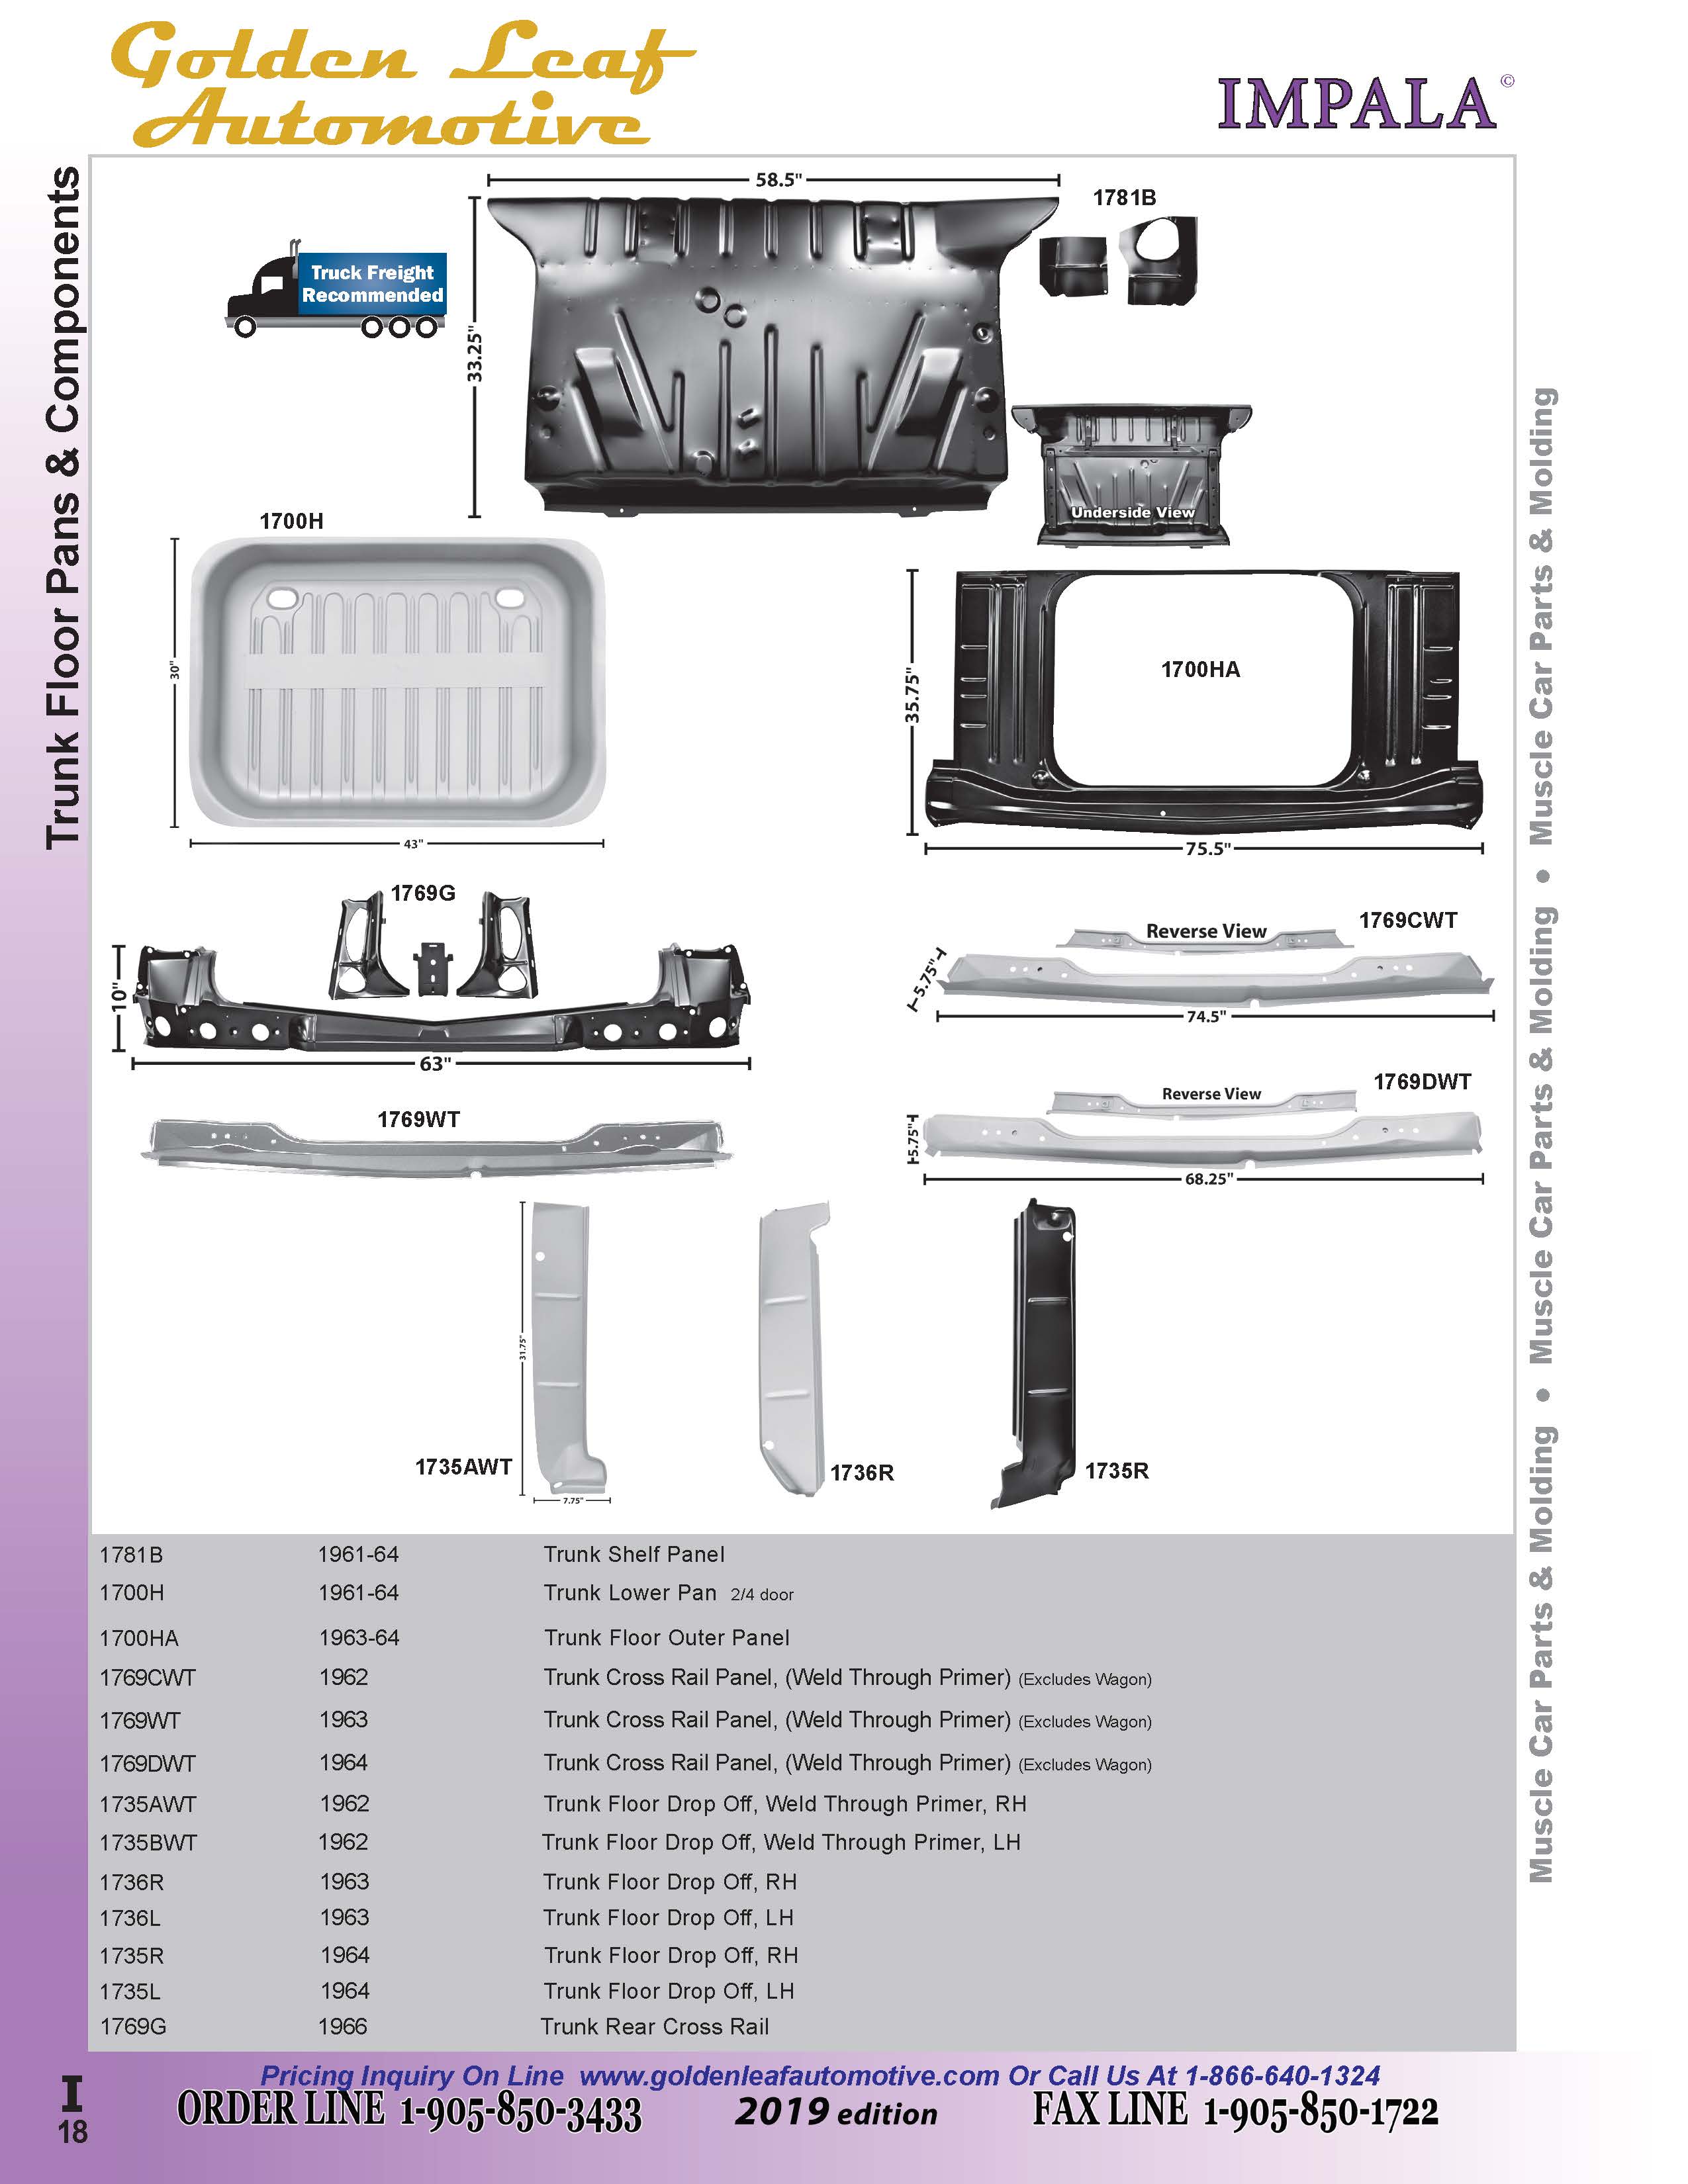 Golden Leaf
Automotive
IMPALA©
Trunk Floor Pans & Components
58.5"
1781B
Truck Freight
Recommended
33.25"
Underside View
1700H
30"
43"
35.75"
1700HA
75.5"
1769G
10"
63"
Reverse View
1769CWT
5.75"
74.5"
1769WT
Reverse View
1769DWT
5.75"
68.25"
31.75"
1735AWT
7.75"
1736R
1735R
1781B 1961-64 Trunk Shelf Panel
1700H 1961-64 Trunk Lower Pan 2/4 door
1700HA 1963-64 Trunk Floor Outer Panel
1769CWT 1962 Trunk Cross Rail Panel, (Weld Through Primer) (Excludes Wagon)
1769WT 1963 Trunk Cross Rail Panel, (Weld Through Primer) (Excludes Wagon)
1769DWT 1964 Trunk Cross Rail Panel, (Weld Through Primer) (Excludes Wagon)
1735AWT 1962 Trunk Floor Drop Off, Weld Through Primer, RH
1735BWT 1962 Trunk Floor Drop Off, Weld Through Primer, LH
1736R 1963 Trunk Floor Drop Off, RH
1736L 1963 Trunk Floor Drop Off, LH
1735R 1964 Trunk Floor Drop Off, RH
1735L 1964 Trunk Floor Drop Off, LH
1769G 1966 Trunk Rear Cross Rail
Muscle Car Parts & Molding • Muscle Car Parts & Molding • Muscle Car Parts & Molding
Pricing Inquiry On Line www.goldenleafautomotive.com Or Call Us At 1-866-640-1324
ORDER LINE 1-905-850-3433 2019 edition FAX LINE 1-905-850-1722
I
18